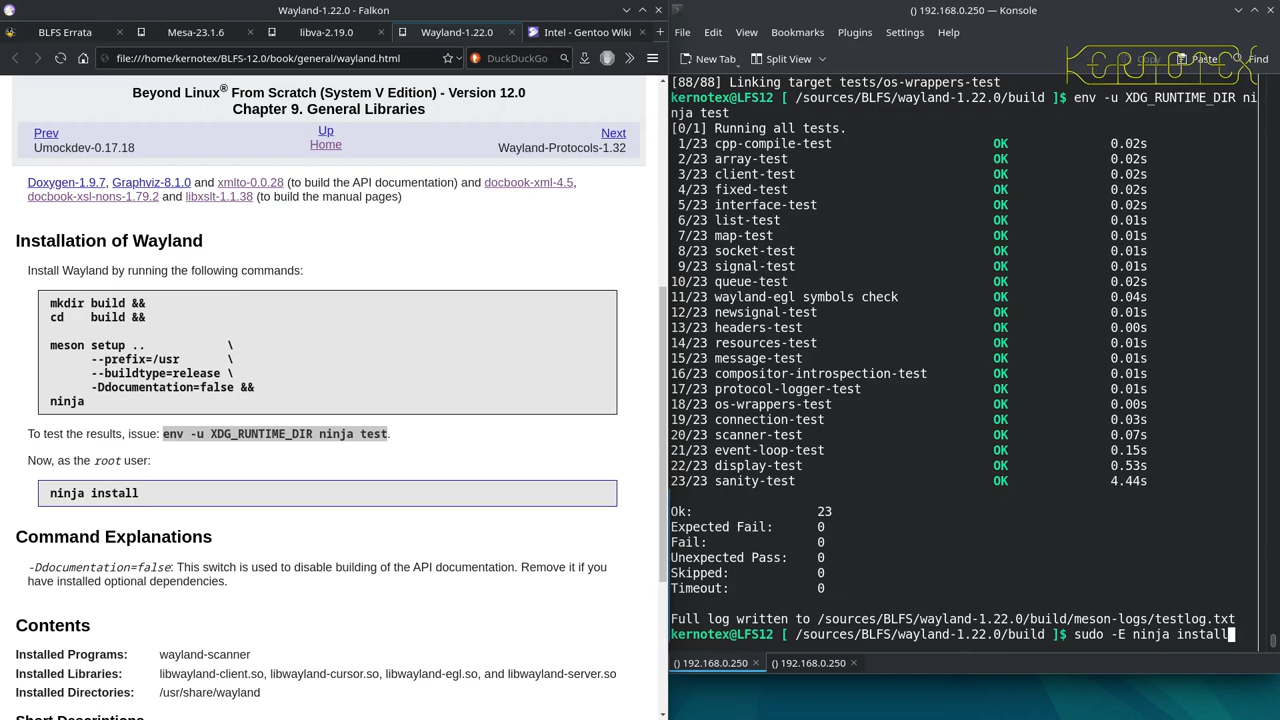 Wayland-1.22.0 - Falkon
() 192.168.0.250 — Konsole
BLFS Errata
Mesa-23.1.6
libva-2.19.0
Wayland-1.22.0
Intel - Gentoo Wiki
File Edit View Bookmarks Plugins Settings Help
file:///home/kernotex/BLFS-12.0/book/general/wayland.html
DuckDuckGo
New Tab
Split View
Copy
Paste
Find
KERNOTEX
Beyond Linux® From Scratch (System V Edition) - Version 12.0
Chapter 9. General Libraries
Prev
Up
Next
Umockdev-0.17.18
Home
Wayland-Protocols-1.32
Doxygen-1.9.7, Graphviz-8.1.0 and xmlto-0.0.28 (to build the API documentation) and docbook-xml-4.5,
docbook-xsl-nons-1.79.2 and libxslt-1.1.38 (to build the manual pages)
Installation of Wayland
Install Wayland by running the following commands:
mkdir build &&
cd    build &&
meson setup ..            \
      --prefix=/usr       \
      --buildtype=release \
      -Ddocumentation=false &&
ninja
To test the results, issue: env -u XDG_RUNTIME_DIR ninja test.
Now, as the root user:
ninja install
Command Explanations
-Ddocumentation=false: This switch is used to disable building of the API documentation. Remove it if you
have installed optional dependencies.
Contents
Installed Programs: wayland-scanner
Installed Libraries: libwayland-client.so, libwayland-cursor.so, libwayland-egl.so, and libwayland-server.so
Installed Directories: /usr/share/wayland
Short Descriptions
[88/88] Linking target tests/os-wrappers-test
kernotex@LFS12 [ /sources/BLFS/wayland-1.22.0/build ]$ env -u XDG_RUNTIME_DIR ni
nja test
[0/1] Running all tests.
1/23 cpp-compile-test OK 0.02s
2/23 array-test OK 0.02s
3/23 client-test OK 0.02s
4/23 fixed-test OK 0.02s
5/23 interface-test OK 0.02s
6/23 list-test OK 0.01s
7/23 map-test OK 0.01s
8/23 socket-test OK 0.01s
9/23 signal-test OK 0.01s
10/23 queue-test OK 0.02s
11/23 wayland-egl symbols check OK 0.04s
12/23 newsignal-test OK 0.01s
13/23 headers-test OK 0.00s
14/23 resources-test OK 0.01s
15/23 message-test OK 0.01s
16/23 compositor-introspection-test OK 0.01s
17/23 protocol-logger-test OK 0.01s
18/23 os-wrappers-test OK 0.00s
19/23 connection-test OK 0.03s
20/23 scanner-test OK 0.07s
21/23 event-loop-test OK 0.15s
22/23 display-test OK 0.53s
23/23 sanity-test OK 4.44s
Ok: 23
Expected Fail: 0
Fail: 0
Unexpected Pass: 0
Skipped: 0
Timeout: 0
Full log written to /sources/BLFS/wayland-1.22.0/build/meson-logs/testlog.txt
kernotex@LFS12 [ /sources/BLFS/wayland-1.22.0/build ]$ sudo -E ninja install
() 192.168.0.250
() 192.168.0.250